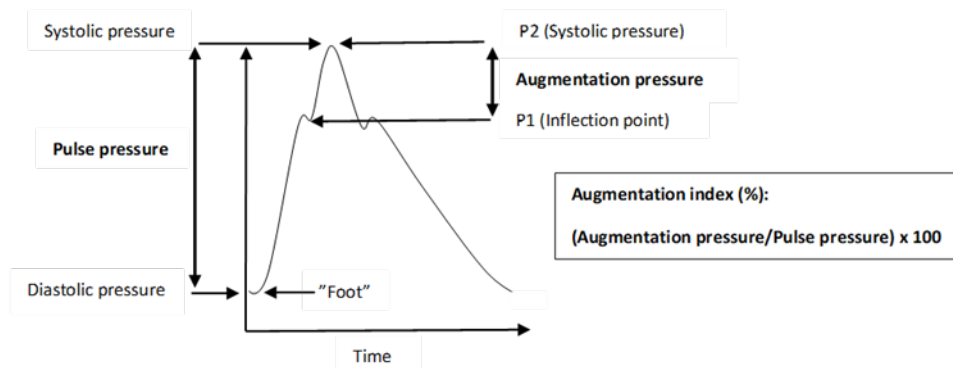 Systolic pressure
P2 (Systolic pressure)
Augmentation pressure
P1 (Inflection point)
Pulse pressure
Augmentation index (%):
(Augmentation pressure/Pulse pressure) x 100
Diastolic pressure
”Foot”
Time